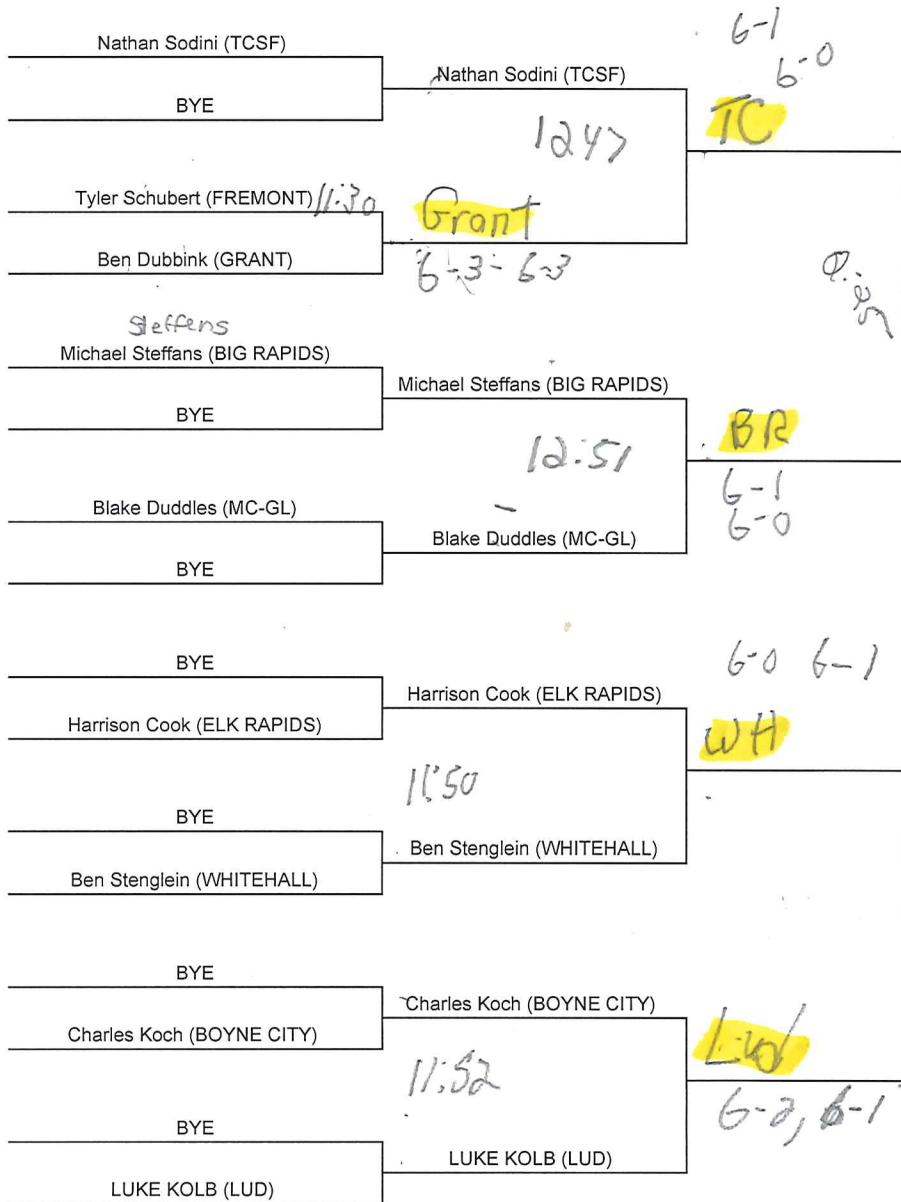 6-1
6-0
Nathan Sodini (TCSF)
Nathan Sodini (TCSF)
BYE
TC
1247
Tyler Schubert (FREMONT) 11:30
Grant
Ben Dubbink (GRANT)
6-3- 6-3
Steffens
Michael Steffans (BIG RAPIDS)
Michael Steffans (BIG RAPIDS)
BYE
BR
12:51
6-1
6-0
Blake Duddles (MC-GL)
Blake Duddles (MC-GL)
BYE
BYE
6-0 6-1
Harrison Cook (ELK RAPIDS)
Harrison Cook (ELK RAPIDS)
WH
11:50
BYE
Ben Stenglein (WHITEHALL)
Ben Stenglein (WHITEHALL)
BYE
Charles Koch (BOYNE CITY)
Charles Koch (BOYNE CITY)
Lud
11:52
6-2, 6-1
BYE
LUKE KOLB (LUD)
LUKE KOLB (LUD)